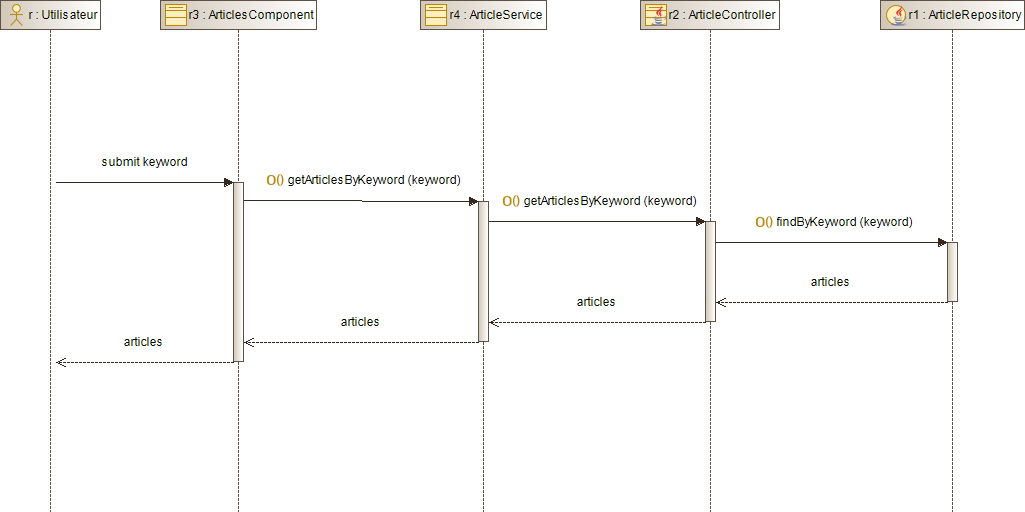 r : Utilisateur
r3 : ArticlesComponent
r4 : ArticleService
r2 : ArticleController
r1 : ArticleRepository
submit keyword
O() getArticlesByKeyword (keyword)
O() getArticlesByKeyword (keyword)
O() findByKeyword (keyword)
articles
articles
articles
articles